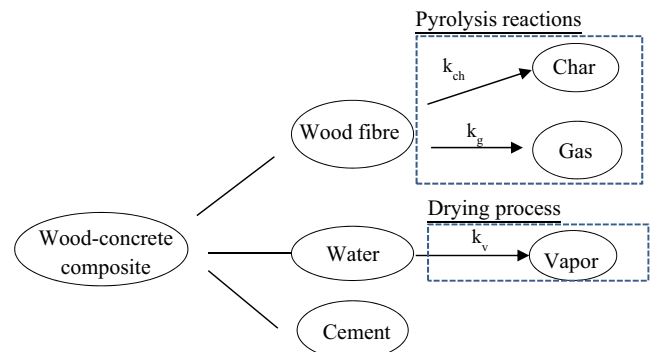 Pyrolysis reactions
k_ch
Char
Wood fibre
k_g
Gas
Drying process
Wood-concrete
composite
Water
k_v
Vapor
Cement